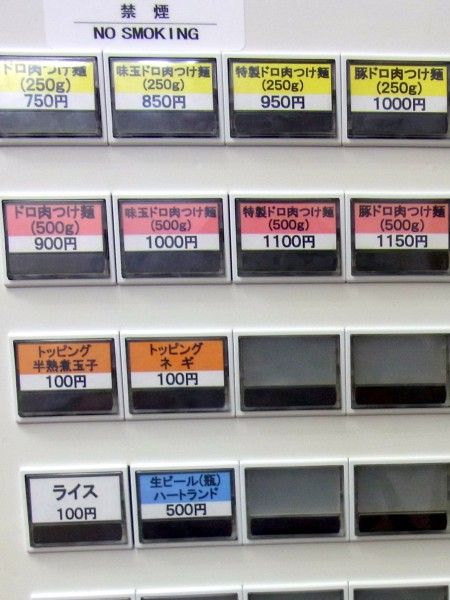 禁煙
NO SMOKING
ドロ肉つけ麺
(250g)
750円
味玉ドロ肉つけ麺
(250g)
850円
特製ドロ肉つけ麺
(250g)
950円
豚ドロ肉つけ麺
(250g)
1000円
ドロ肉つけ麺
(500g)
900円
味玉ドロ肉つけ麺
(500g)
1000円
特製ドロ肉つけ麺
(500g)
1100円
豚ドロ肉つけ麺
(500g)
1150円
トッピング
半熟煮玉子
100円
トッピング
ネギ
100円
ライス
100円
生ビール(瓶)
ハートランド
500円